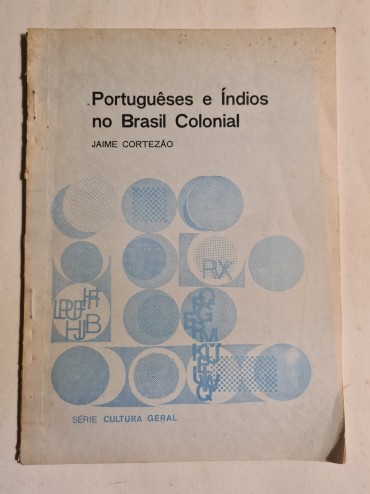 Portuguêses e Índios
no Brasil Colonial
JAIME CORTEZÃO
SÉRIE CULTURA GERAL